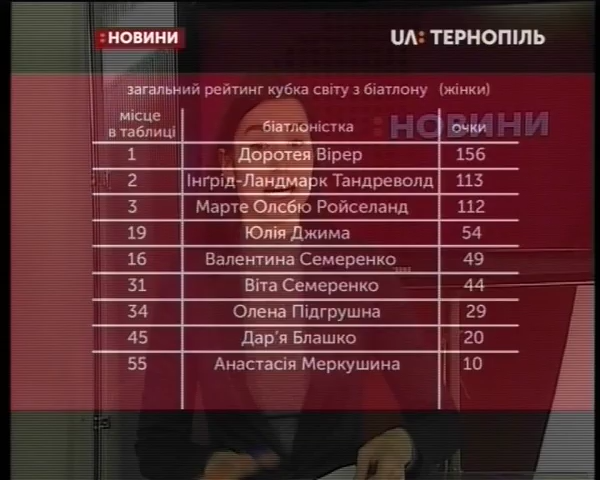 :НОВИНИ
UA: ТЕРНОПІЛЬ
загальний рейтинг кубка світу з біатлону (жінки)
місце в таблиці біатлоністка очки
:НОВИНИ
1 Доротея Вірер 156
2 Інґрід-Ландмарк Тандреволд 113
3 Марте Олсбю Ройселанд 112
19 Юлія Джима 54
16 Валентина Семеренко 49
31 Віта Семеренко 44
34 Олена Підгрушна 29
45 Дар'я Блашко 20
55 Анастасія Меркушина 10